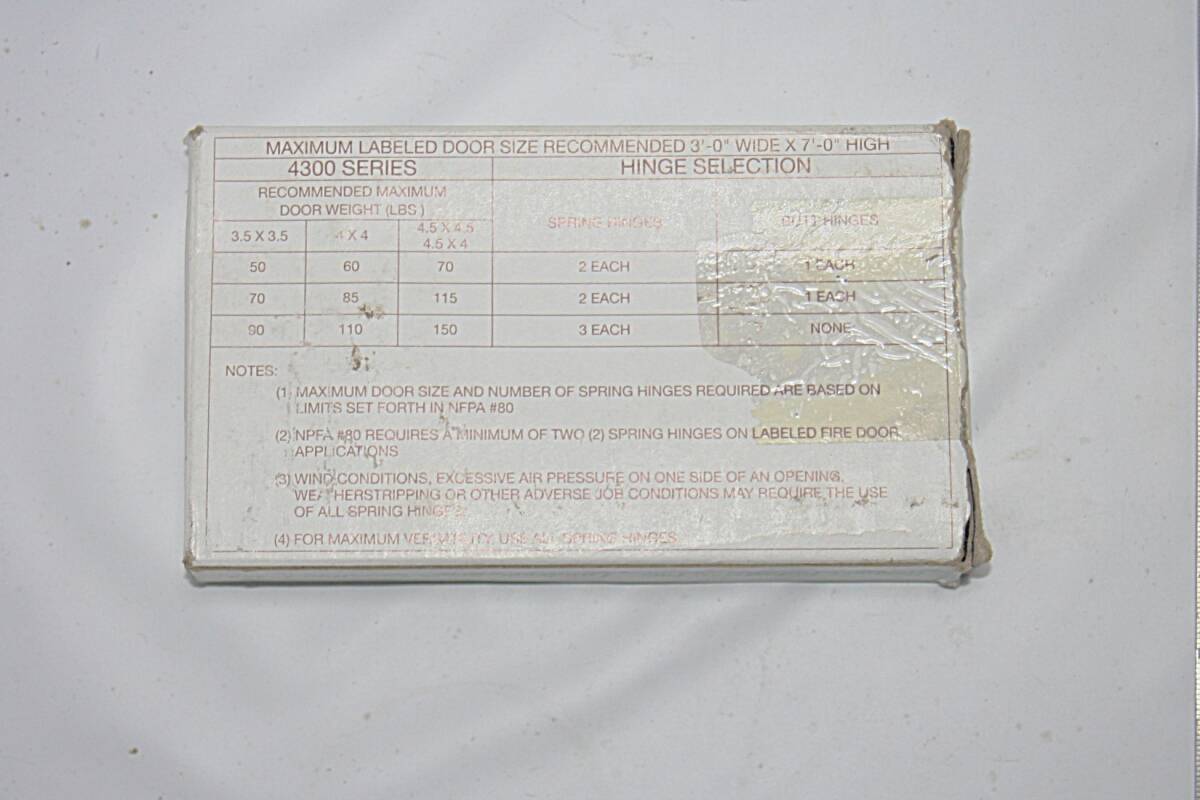 MAXIMUM LABELED DOOR SIZE RECOMMENDED 3'-0" WIDE X 7'-0" HIGH
4300 SERIES HINGE SELECTION
RECOMMENDED MAXIMUM
DOOR WEIGHT (LBS) SPRING HINGES BUTT HINGES
3.5 X 3.5 4 X 4 4.5 X 4.5
4.5 X 4
50 60 70 2 EACH 1 EACH
70 85 115 2 EACH 1 EACH
90 110 150 3 EACH NONE
NOTES:
(1) MAXIMUM DOOR SIZE AND NUMBER OF SPRING HINGES REQUIRED ARE BASED ON
LIMITS SET FORTH IN NFPA #80
(2) NPFA #80 REQUIRES A MINIMUM OF TWO (2) SPRING HINGES ON LABELED FIRE DOOR
APPLICATIONS
(3) WIND CONDITIONS, EXCESSIVE AIR PRESSURE ON ONE SIDE OF AN OPENING,
WEATHERSTRIPPING OR OTHER ADVERSE JOB CONDITIONS MAY REQUIRE THE USE
OF ALL SPRING HINGES.
(4) FOR MAXIMUM VERSATILITY, USE ALL SPRING HINGES